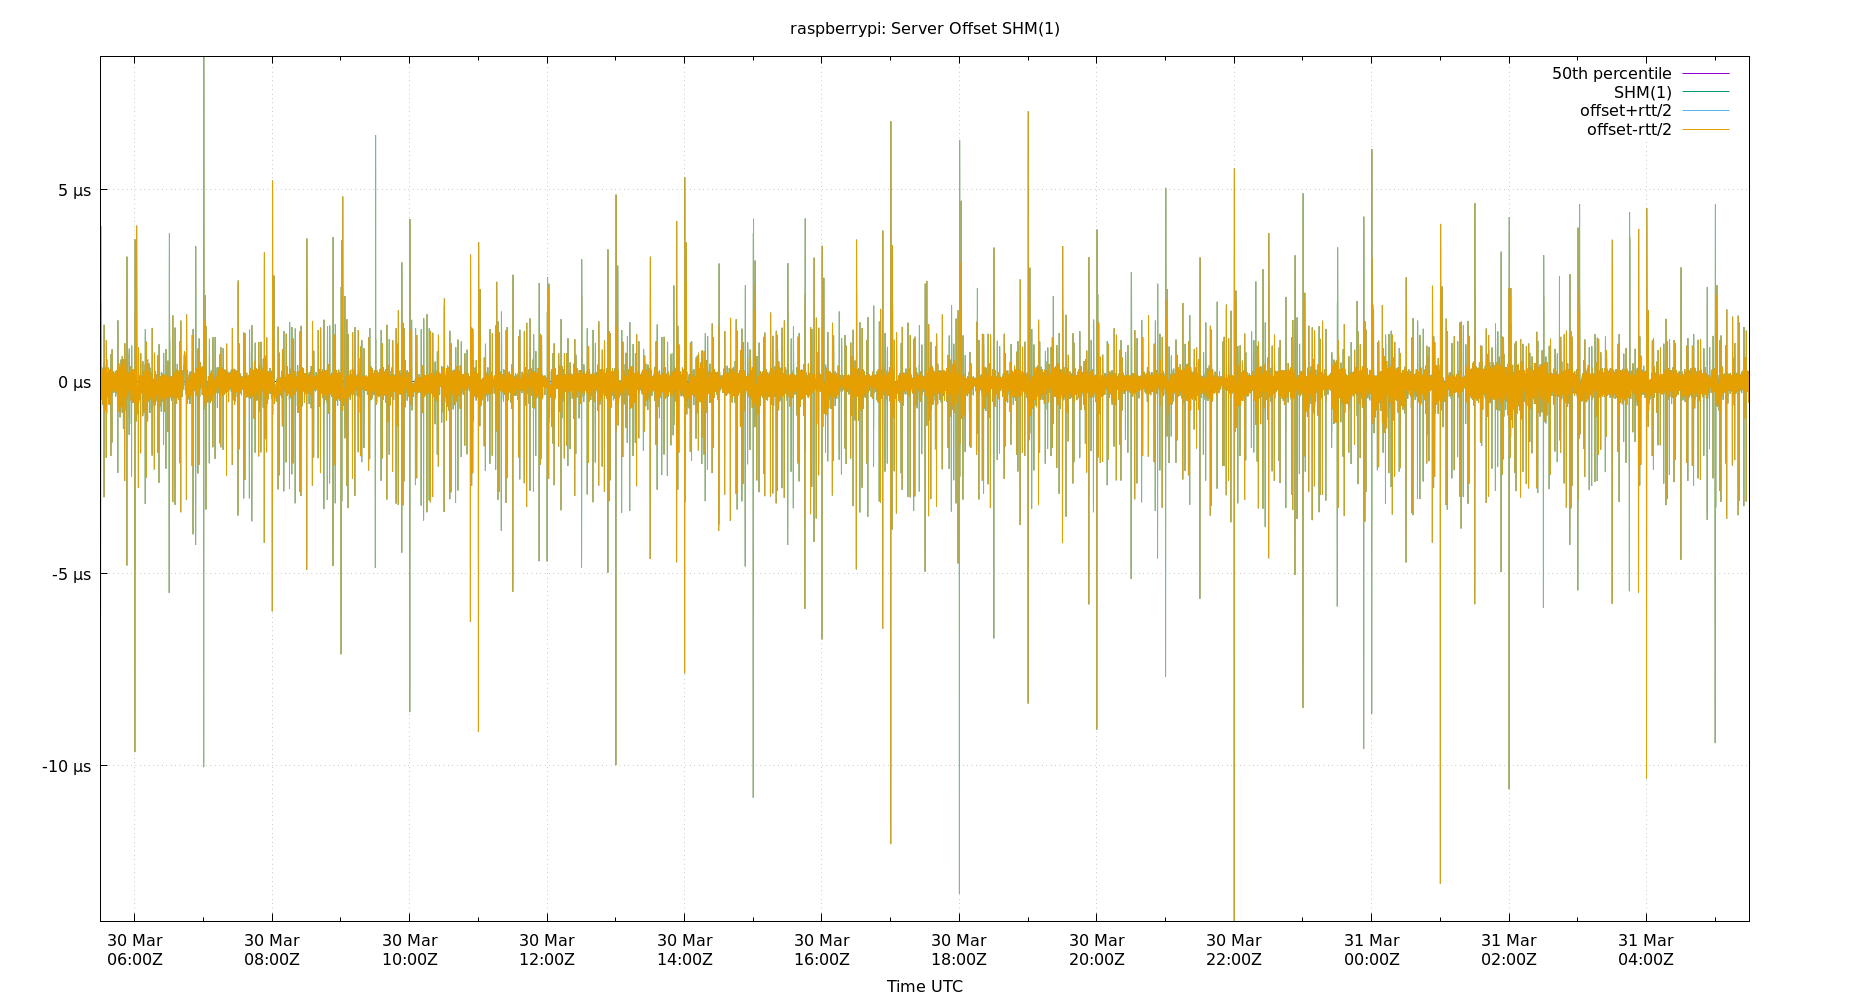 raspberrypi: Server Offset SHM(1)
50th percentile
SHM(1)
offset+rtt/2
offset-rtt/2
5 µs
0 µs
-5 µs
-10 µs
30 Mar 30 Mar 30 Mar 30 Mar 30 Mar 30 Mar 30 Mar 30 Mar 30 Mar 31 Mar 31 Mar 31 Mar
06:00Z 08:00Z 10:00Z 12:00Z 14:00Z 16:00Z 18:00Z 20:00Z 22:00Z 00:00Z 02:00Z 04:00Z
Time UTC